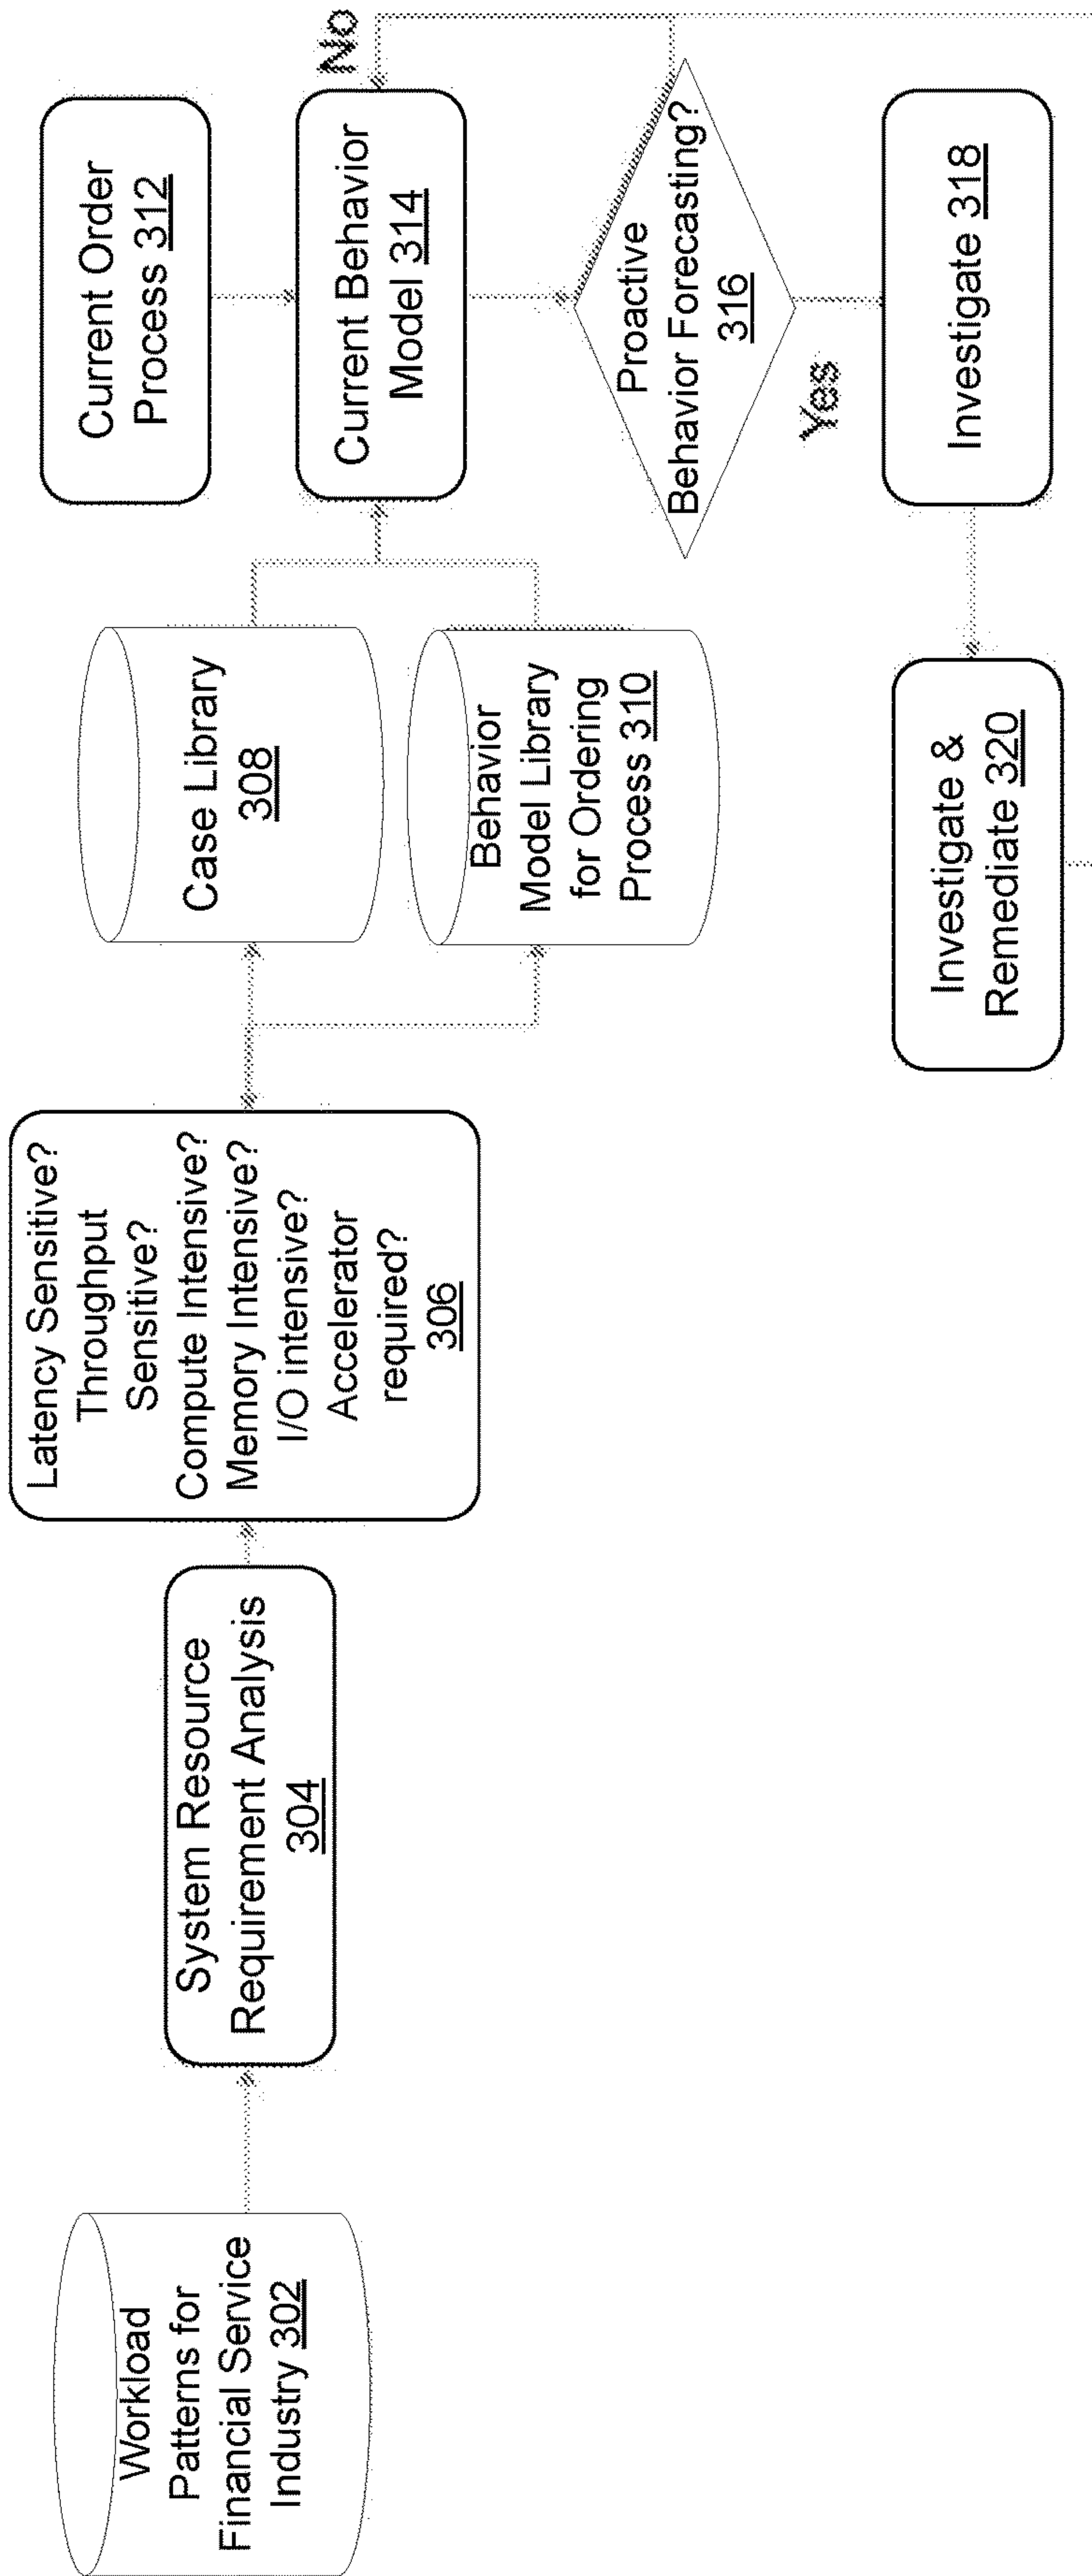 Workload
Patterns for
Financial Service
Industry 302
System Resource
Requirement Analysis
304
Latency Sensitive?
Throughput
Sensitive?
Compute Intensive?
Memory Intensive?
I/O intensive?
Accelerator
required?
306
Case Library
308
Behavior
Model Library
for Ordering
Process 310
Current Order
Process 312
Current Behavior
Model 314
No
Proactive
Behavior Forecasting?
316
Yes
Investigate 318
Investigate &
Remediate 320